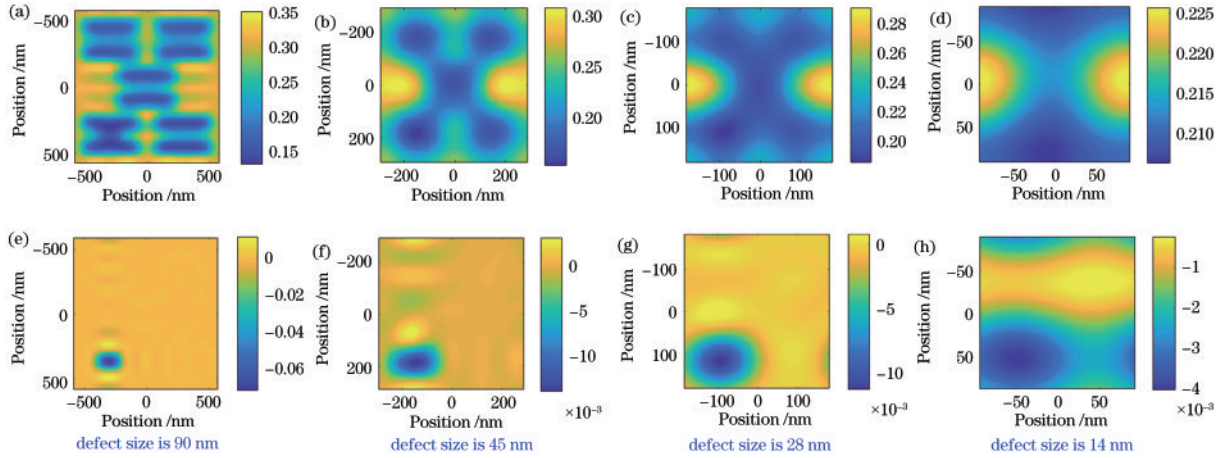 (a)
−500
0
500
Position /nm
−500 0 500
Position /nm
0.35
0.30
0.25
0.20
0.15
(b)
−200
0
200
Position /nm
−200 0 200
Position /nm
0.30
0.20
(c)
−100
0
100
Position /nm
−100 0 100
Position /nm
0.28
0.26
0.24
0.22
0.20
(d)
−50
0
50
Position /nm
−50 0 50
Position /nm
0.225
0.220
0.215
0.210
(e)
−500
0
500
Position /nm
−500 0 500
Position /nm
0
−0.02
−0.04
−0.06
defect size is 90 nm
(f)
−200
0
200
Position /nm
−200 0 200
Position /nm
0
−5
−10
×10−3
defect size is 45 nm
(g)
−100
0
100
Position /nm
−100 0 100
Position /nm
0
−5
−10
×10−3
defect size is 28 nm
(h)
−50
0
50
Position /nm
−50 0 50
Position /nm
−1
−2
−3
−4
×10−3
defect size is 14 nm